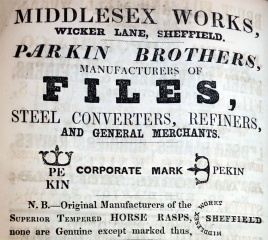 MIDDLESEX WORKS,
WICKER LANE, SHEFFIELD.
PARKIN BROTHERS,
MANUFACTURERS OF
FILES,
STEEL CONVERTERS, REFINERS,
AND GENERAL MERCHANTS.
PE
KIN
CORPORATE MARK
PEKIN
N. B.—Original Manufacturers of the
SUPERIOR TEMPERED HORSE RASPS,
none are Genuine except marked thus,
WORKS
SHEFFIELD